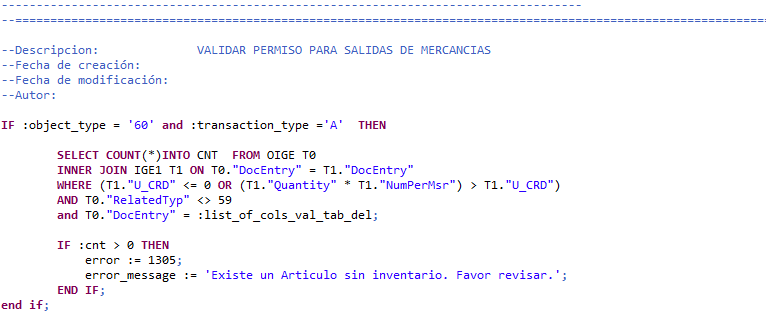 -----------------------------------------------------------------------------------
--=========================================================================================================
--Descripcion: VALIDAR PERMISO PARA SALIDAS DE MERCANCIAS
--Fecha de creación:
--Fecha de modificación:
--Autor:
IF :object_type = '60' and :transaction_type ='A' THEN
SELECT COUNT(*)INTO CNT FROM OIGE T0
INNER JOIN IGE1 T1 ON T0."DocEntry" = T1."DocEntry"
WHERE (T1."U_CRD" <= 0 OR (T1."Quantity" * T1."NumPerMsr") > T1."U_CRD")
AND T0."RelatedTyp" <> 59
and T0."DocEntry" = :list_of_cols_val_tab_del;
IF :cnt > 0 THEN
error := 1305;
error_message := 'Existe un Articulo sin inventario. Favor revisar.';
END IF;
end if;